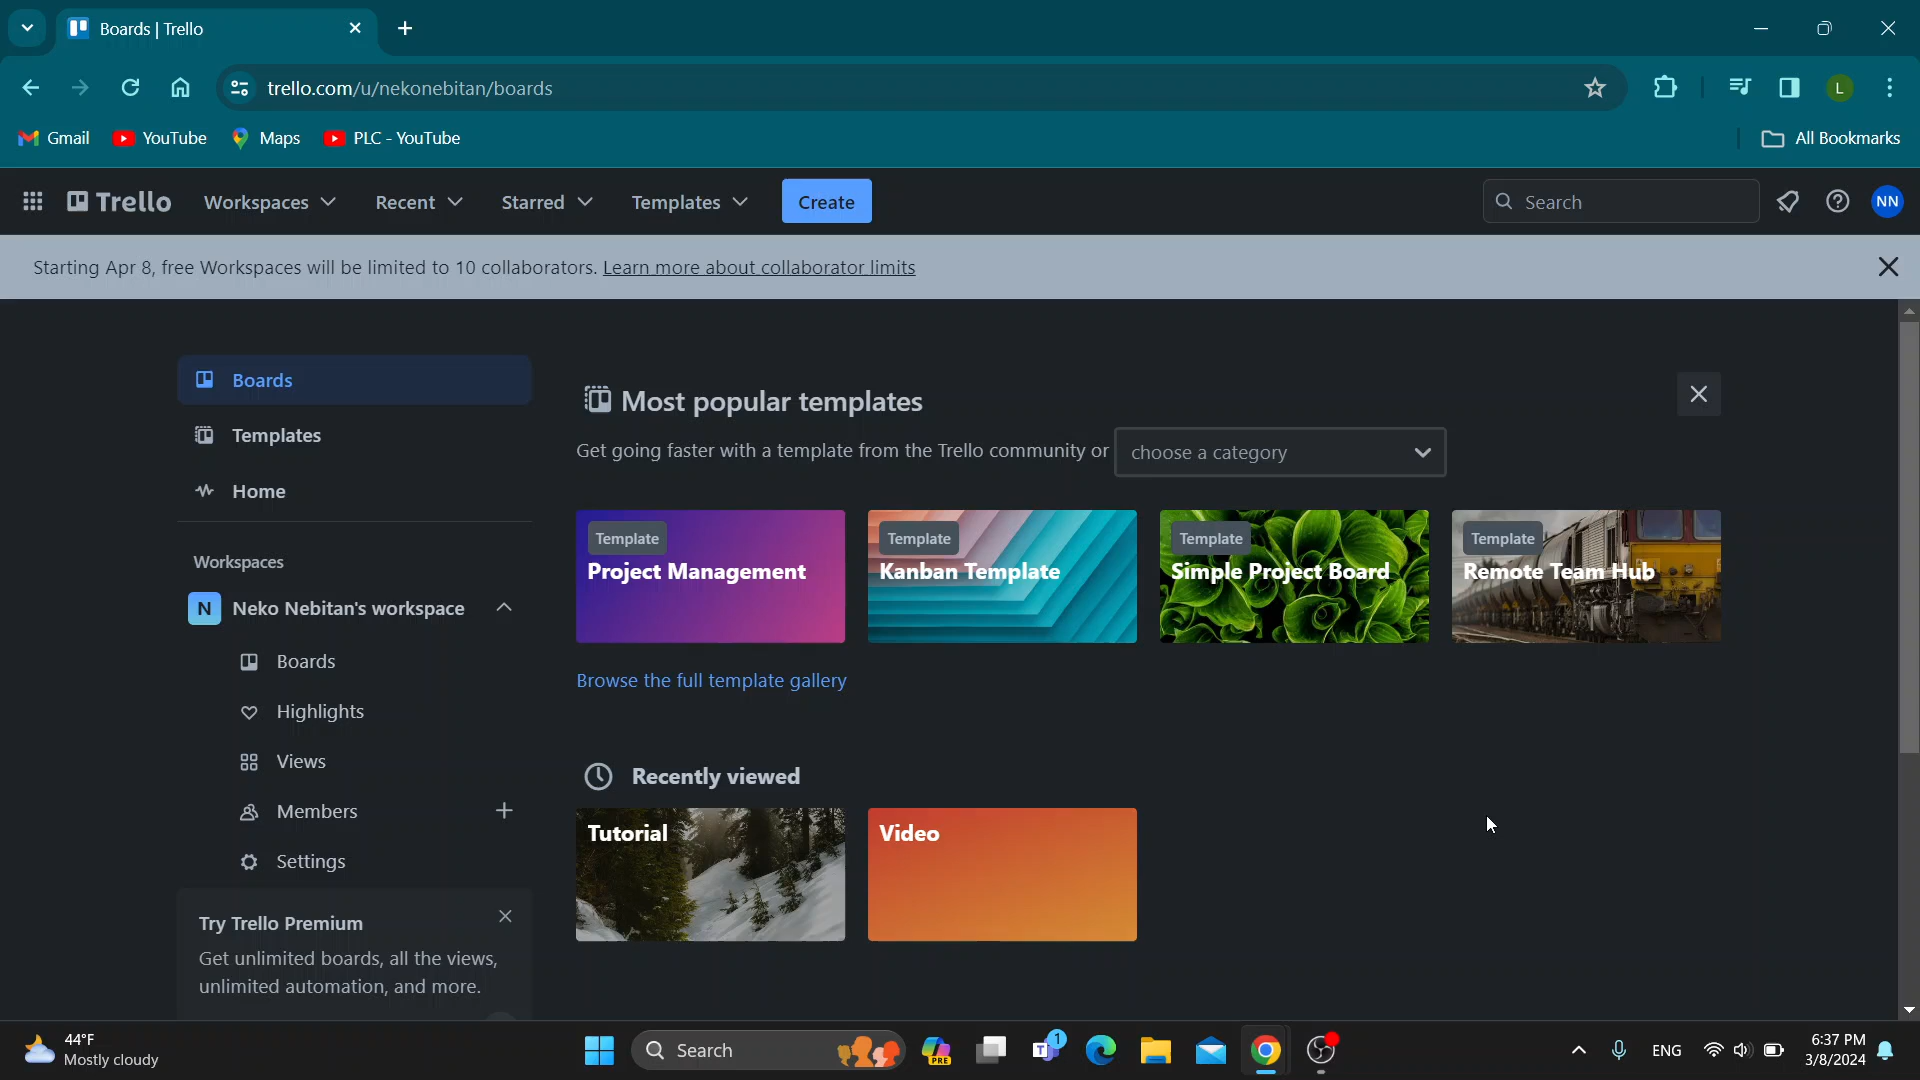 Boards | Trello
trello.com/u/nekonebitan/boards
L
Gmail YouTube Maps PLC - YouTube All Bookmarks
Trello Workspaces Recent Starred Templates Create Search NN
Starting Apr 8, free Workspaces will be limited to 10 collaborators. Learn more about collaborator limits
Boards
Templates
Home
Workspaces
N Neko Nebitan's workspace
Boards
Highlights
Views
Members
Settings
Try Trello Premium
Get unlimited boards, all the views,
unlimited automation, and more.
Most popular templates
Get going faster with a template from the Trello community or choose a category
Template
Project Management
Template
Kanban Template
Template
Simple Project Board
Template
Remote Team Hub
Browse the full template gallery
Recently viewed
Tutorial
Video
44°F
Mostly cloudy
Search
PRE
T
1
ENG
6:37 PM
3/8/2024